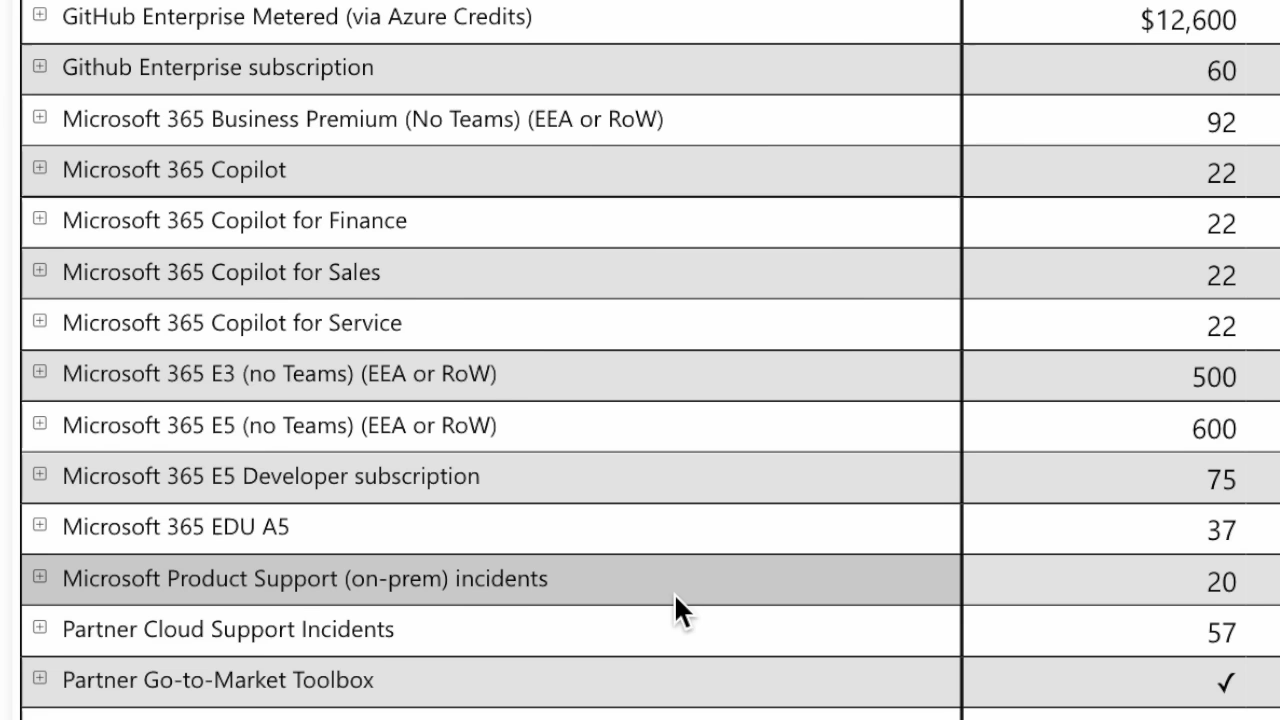 GitHub Enterprise Metered (via Azure Credits) $12,600
Github Enterprise subscription 60
Microsoft 365 Business Premium (No Teams) (EEA or RoW) 92
Microsoft 365 Copilot 22
Microsoft 365 Copilot for Finance 22
Microsoft 365 Copilot for Sales 22
Microsoft 365 Copilot for Service 22
Microsoft 365 E3 (no Teams) (EEA or RoW) 500
Microsoft 365 E5 (no Teams) (EEA or RoW) 600
Microsoft 365 E5 Developer subscription 75
Microsoft 365 EDU A5 37
Microsoft Product Support (on-prem) incidents 20
Partner Cloud Support Incidents 57
Partner Go-to-Market Toolbox ✓